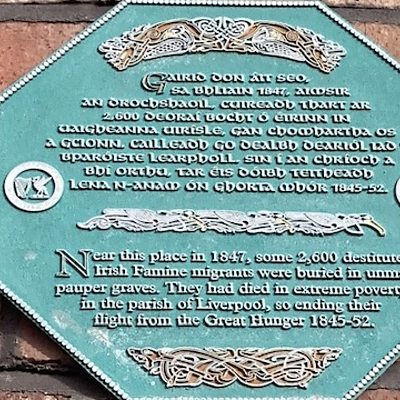 Gairid don áit seo,
sa bhliain 1847, aimsir
an drochshaoil, cuireadh thart ar
2,600 deoraí bocht ó éirinn in
uaigheanna uirísle, gan chomhartha os
a gcionn. Cailleadh go dealbh dearóil iad
bparóiste Learpholl. Sin í an chríoch a
bhí orthu, tar éis dóibh teitheadh
lena n-anam ón Ghorta Mhór 1845-52.
Near this place in 1847, some 2,600 destitute
Irish Famine migrants were buried in
pauper graves. They had died in extreme
in the parish of Liverpool, so ending their
flight from the Great Hunger 1845-52.